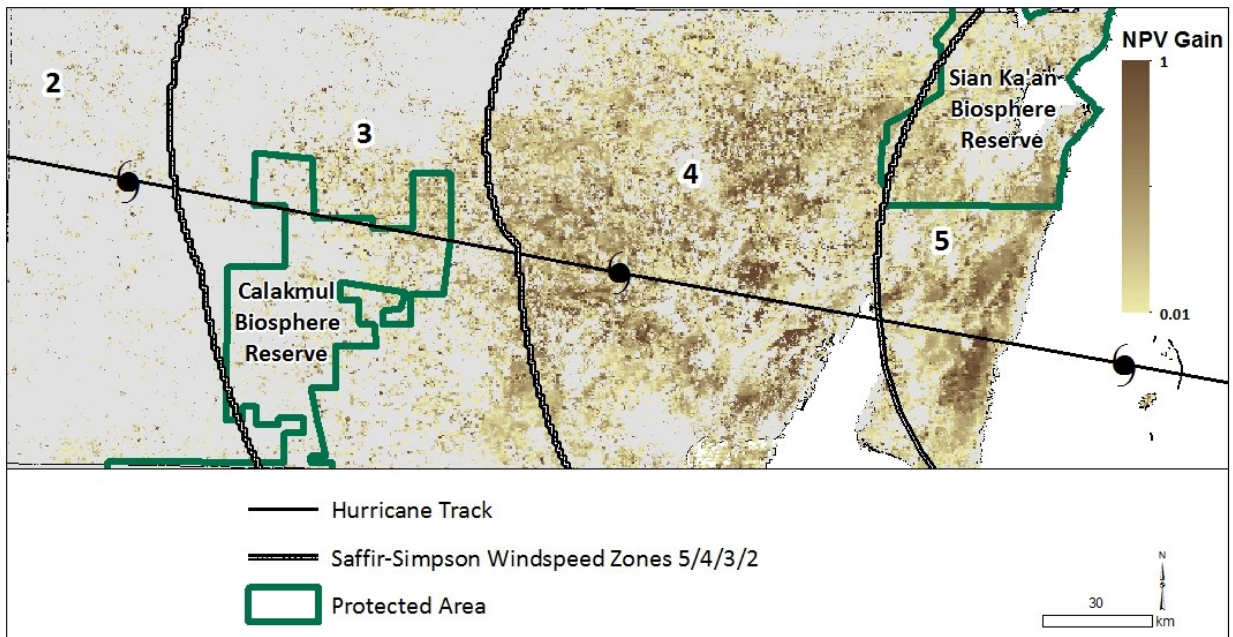 2
3
4
5
Calakmul
Biosphere
Reserve
Sian Ka'an
Biosphere
Reserve
NPV Gain
1
0.01
Hurricane Track
Saffir-Simpson Windspeed Zones 5/4/3/2
Protected Area
N
30
km